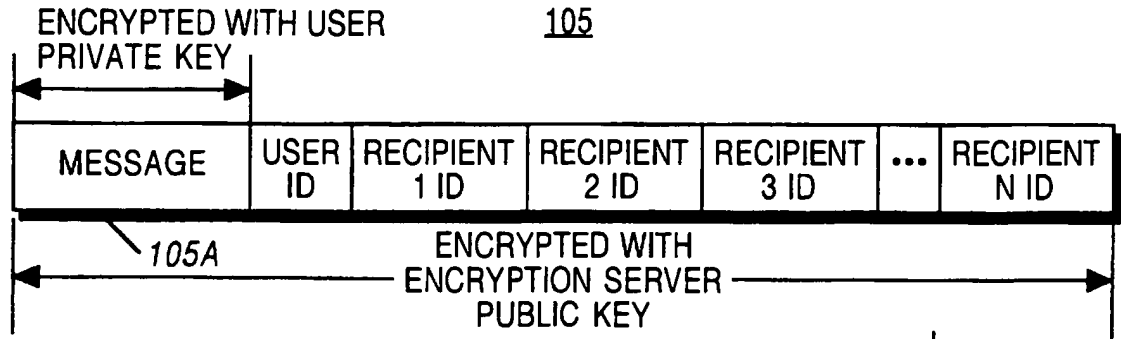 ENCRYPTED WITH USER
PRIVATE KEY
105
MESSAGE
USER
ID
RECIPIENT
1 ID
RECIPIENT
2 ID
RECIPIENT
3 ID
...
RECIPIENT
N ID
105A
ENCRYPTED WITH
ENCRYPTION SERVER
PUBLIC KEY